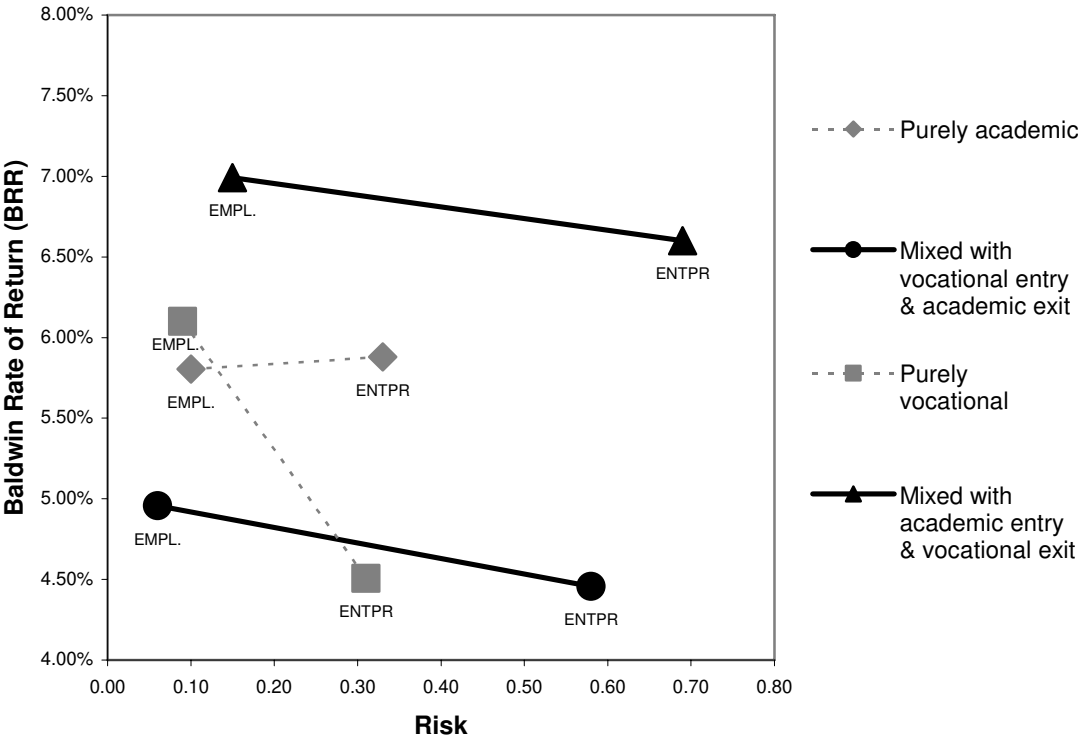 8.00%
7.50%
7.00%
6.50%
6.00%
5.50%
5.00%
4.50%
4.00%
Baldwin Rate of Return (BRR)
EMPL.
ENTPR
EMPL.
EMPL.
ENTPR
EMPL.
ENTPR
ENTPR
0.00 0.10 0.20 0.30 0.40 0.50 0.60 0.70 0.80
Risk
Purely academic
Mixed with
vocational entry
& academic exit
Purely
vocational
Mixed with
academic entry
& vocational exit